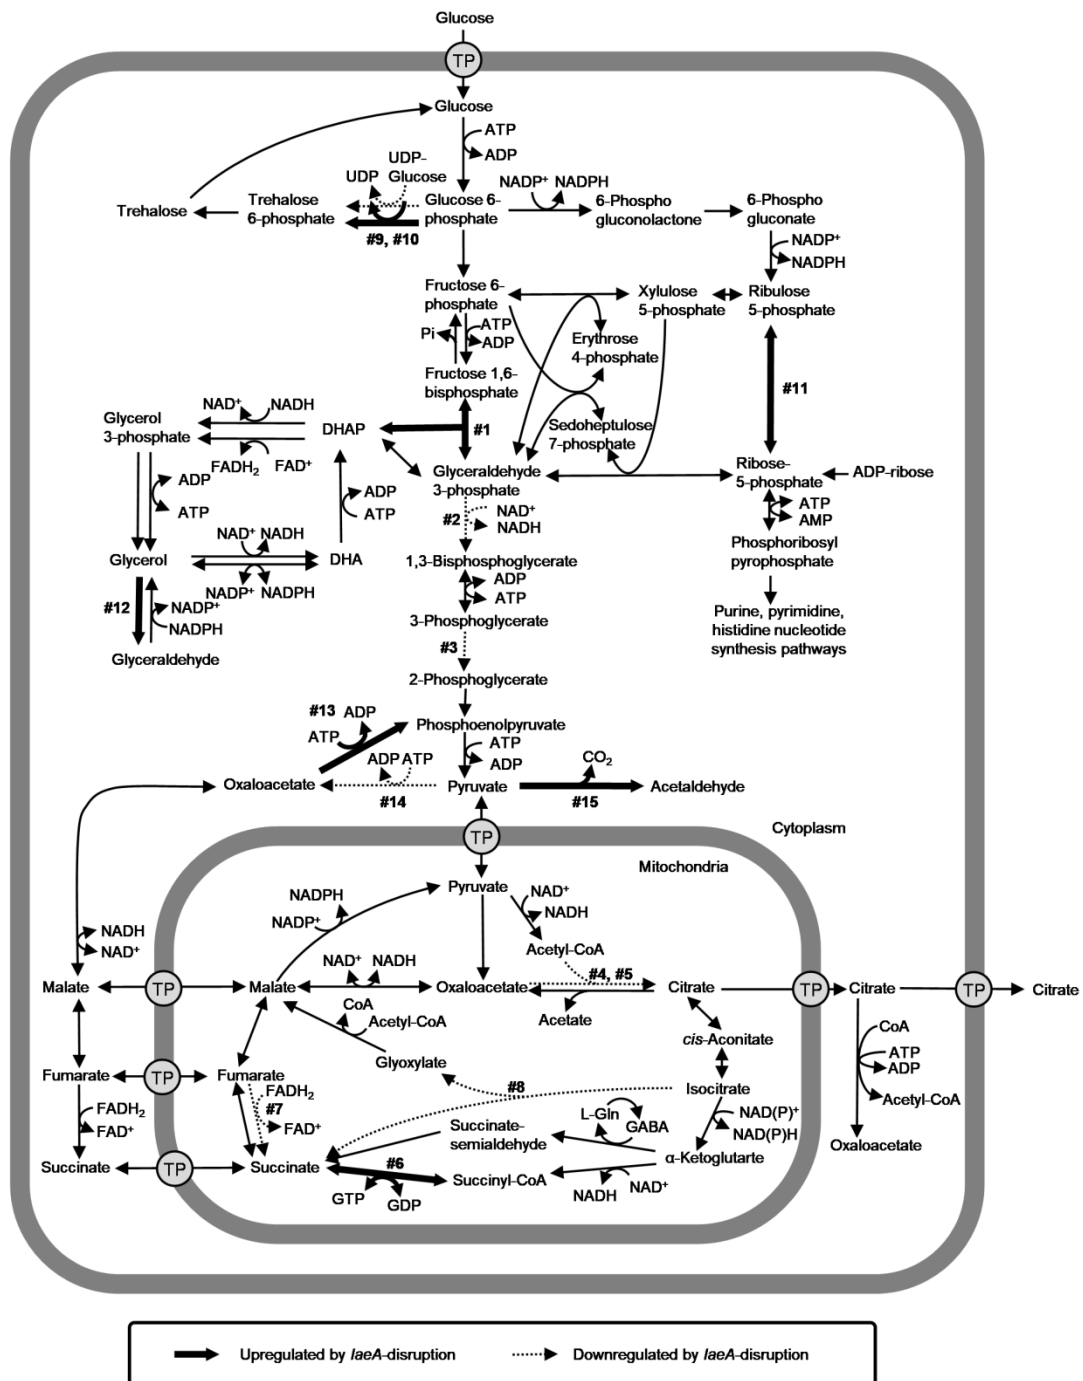 Glucose
TP
Glucose
ATP
ADP
UDP-
Glucose
UDP
Trehalose
Trehalose
6-phosphate
Glucose 6-
phosphate
NADP⁺ NADPH
6-Phospho
gluconolactone
6-Phospho
gluconate
#9, #10
NADP⁺
NADPH
Fructose 6-
phosphate
Xylulose
5-phosphate
Ribulose
5-phosphate
Pi
ATP
ADP
Erythrose
4-phosphate
Fructose 1,6-
bisphosphate
#11
NAD⁺
NADH
Glycerol
3-phosphate
DHAP
#1
Sedoheptulose
7-phosphate
FADH₂
FAD⁺
Glyceraldehyde
3-phosphate
Ribose-
5-phosphate
ADP-ribose
ADP
ATP
ADP
ATP
#2
NAD⁺
NADH
ATP
AMP
NAD⁺ NADH
Glycerol
DHA
1,3-Bisphosphoglycerate
Phosphoribosyl
pyrophosphate
NADP⁺ NADPH
ADP
ATP
#12
NADP⁺
NADPH
3-Phosphoglycerate
Purine, pyrimidine,
histidine nucleotide
synthesis pathways
#3
Glyceraldehyde
2-Phosphoglycerate
#13
ADP
ATP
Phosphoenolpyruvate
ADP ATP
ATP
ADP
CO₂
Oxaloacetate
#14
Pyruvate
#15
Acetaldehyde
TP
Cytoplasm
Mitochondria
Pyruvate
NADPH
NADP⁺
NAD⁺
NADH
NADH
NAD⁺
Acetyl-CoA
NAD⁺
NADH
#4, #5
Malate
TP
Malate
Oxaloacetate
Citrate
TP
Citrate
TP
Citrate
CoA
Acetyl-CoA
Acetate
CoA
ATP
ADP
Acetyl-CoA
cis-Aconitate
Glyoxylate
Fumarate
TP
Fumarate
#8
Isocitrate
FADH₂
FAD⁺
FADH₂
#7
FAD⁺
L-Gln
GABA
NAD(P)⁺
NAD(P)H
Succinate-
semialdehyde
Oxaloacetate
α-Ketoglutarte
Succinate
TP
Succinate
#6
Succinyl-CoA
GTP
GDP
NADH
NAD⁺
Upregulated by laeA-disruption
Downregulated by laeA-disruption